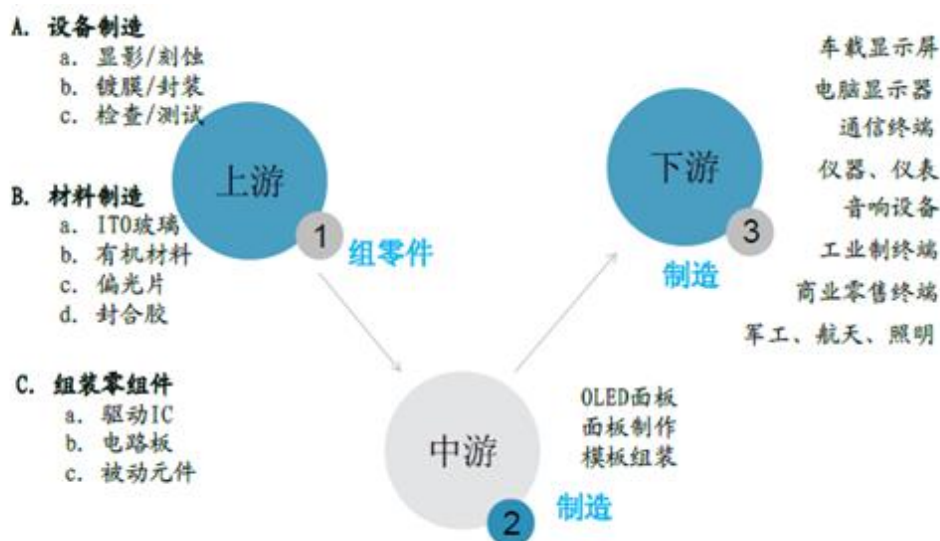 A. 设备制造
a. 显影/刻蚀
b. 镀膜/封装
c. 检查/测试
B. 材料制造
a. ITO玻璃
b. 有机材料
c. 偏光片
d. 封合胶
C. 组装零组件
a. 驱动IC
b. 电路板
c. 被动元件
上游
1
组零件
中游
2
制造
OLED面板
面板制作
模板组装
下游
3
制造
车载显示屏
电脑显示器
通信终端
仪器、仪表
音响设备
工业制终端
商业零售终端
军工、航天、照明